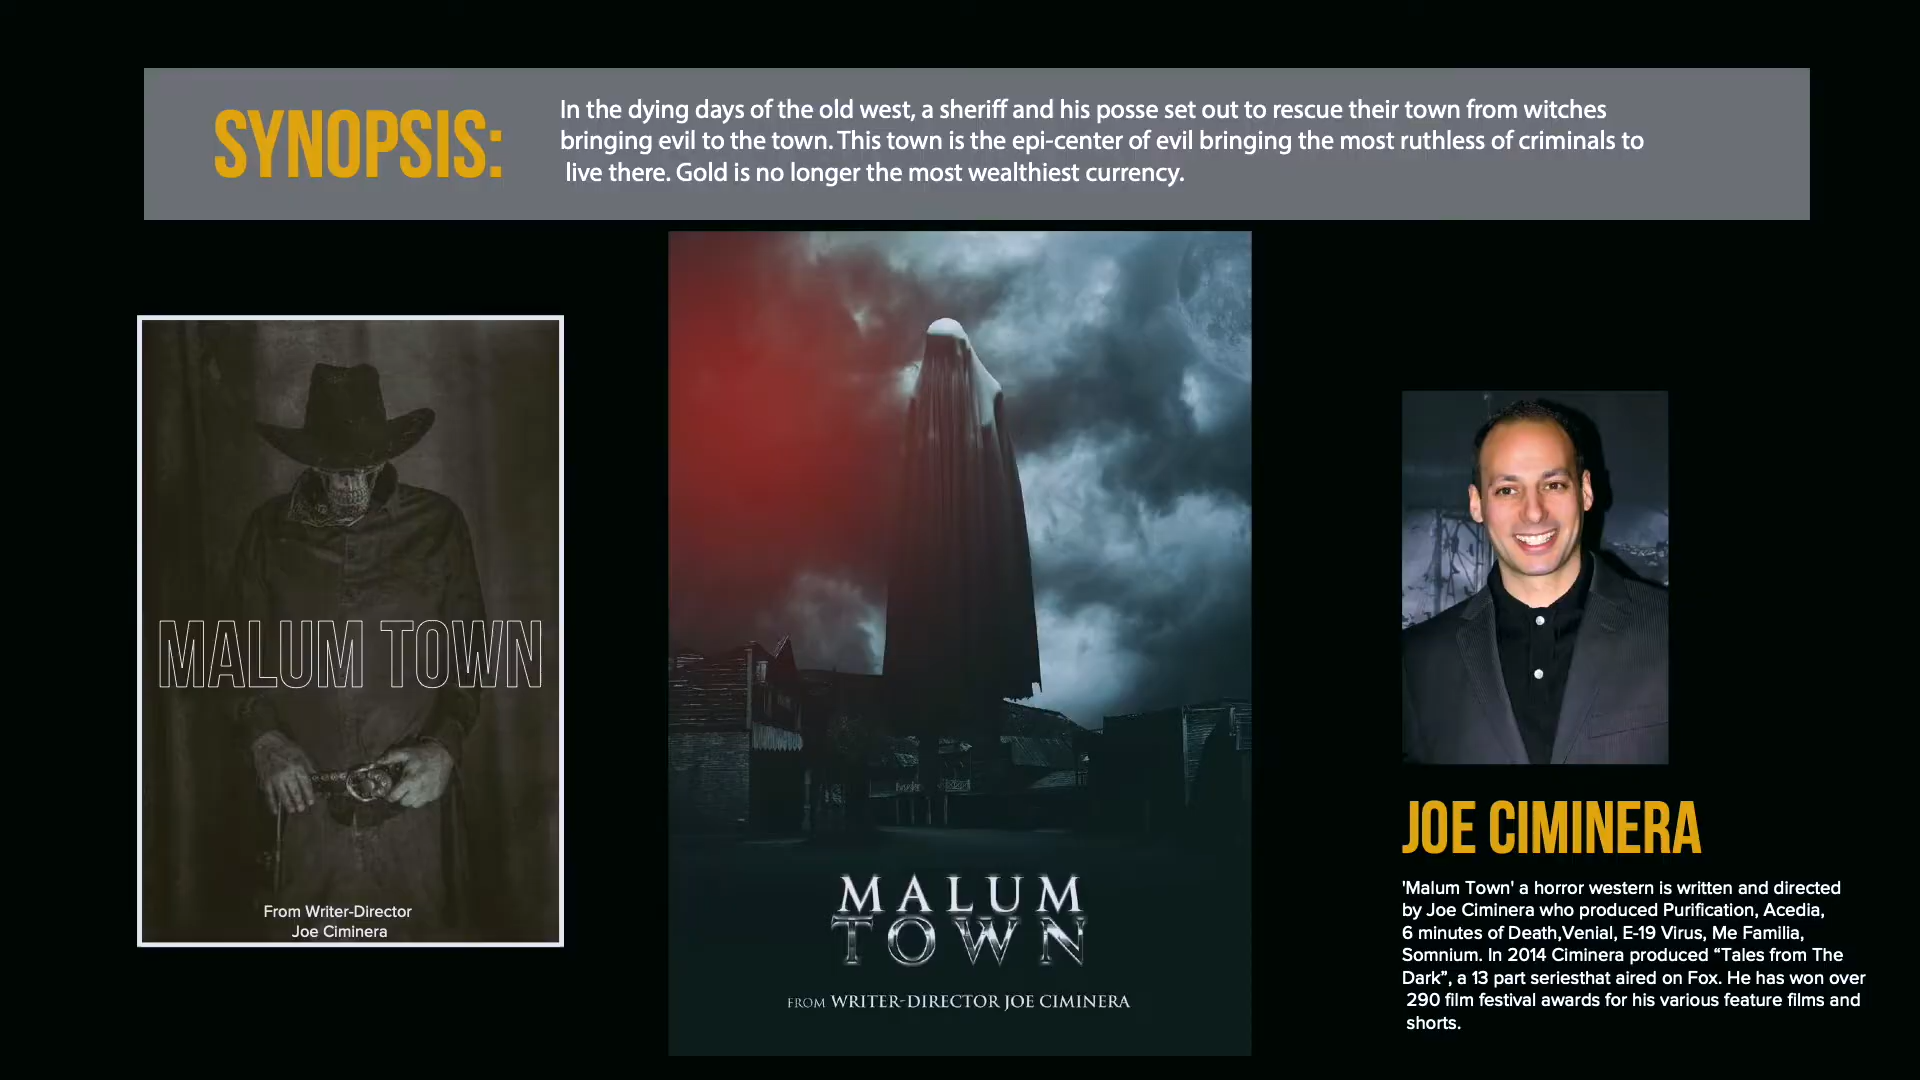 SYNOPSIS:
In the dying days of the old west, a sheriff and his posse set out to rescue their town from witches
bringing evil to the town. This town is the epi-center of evil bringing the most ruthless of criminals to
live there. Gold is no longer the most wealthiest currency.
MALUM TOWN
From Writer-Director
Joe Ciminera
MALUM
TOWN
FROM WRITER-DIRECTOR JOE CIMINERA
JOE CIMINERA
'Malum Town' a horror western is written and directed
by Joe Ciminera who produced Purification, Acedia,
6 minutes of Death,Venial, E-19 Virus, Me Familia,
Somnium. In 2014 Ciminera produced “Tales from The
Dark”, a 13 part seriesthat aired on Fox. He has won over
290 film festival awards for his various feature films and
shorts.